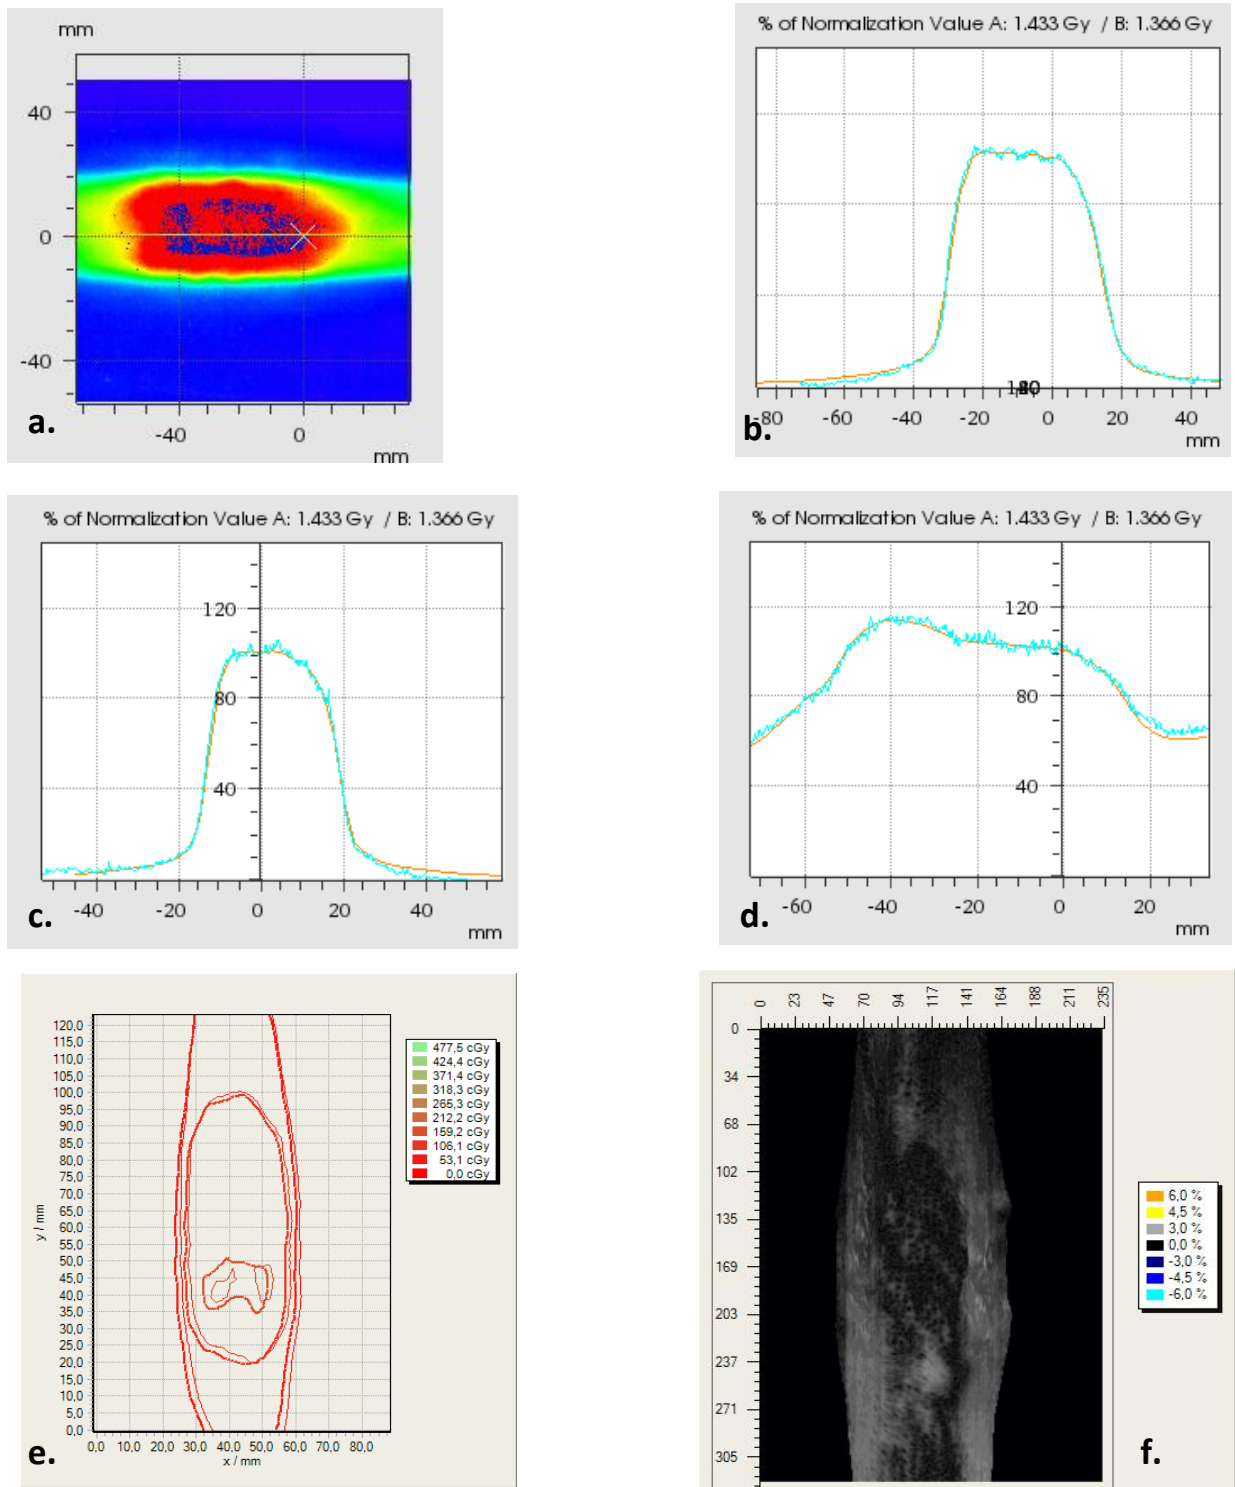 mm
40
0
-40
-40
0
mm
a.
% of Normalization Value A: 1.433 Gy / B: 1.366 Gy
-80
-60
-40
-20
0
20
40
mm
b.
% of Normalization Value A: 1.433 Gy / B: 1.366 Gy
120
80
40
-40
-20
0
20
40
mm
c.
% of Normalization Value A: 1.433 Gy / B: 1.366 Gy
120
80
40
-60
-40
-20
0
20
mm
d.
120,0
115,0
110,0
105,0
100,0
95,0
90,0
85,0
80,0
75,0
70,0
65,0
60,0
55,0
50,0
45,0
40,0
35,0
30,0
25,0
20,0
15,0
10,0
5,0
0,0
y / mm
0,0 10,0 20,0 30,0 40,0 50,0 60,0 70,0 80,0
x / mm
477,5 cGy
424,4 cGy
371,4 cGy
318,3 cGy
265,3 cGy
212,2 cGy
159,2 cGy
106,1 cGy
53,1 cGy
0,0 cGy
e.
0 23 47 70 94 117 141 164 188 211 235
0
34
68
102
135
169
203
237
271
305
6,0 %
4,5 %
3,0 %
0,0 %
-3,0 %
-4,5 %
-6,0 %
f.